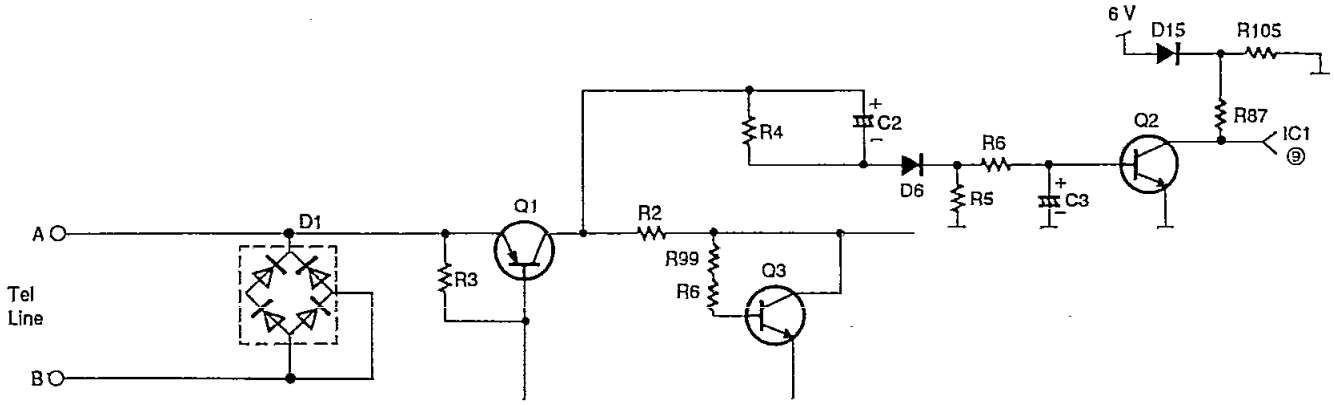 6 V
D15
R105
R87
Q2
IC1
⑨
+
C2
-
R4
R6
D6
R5
+
C3
-
A
D1
Q1
R2
R3
R99
R6
Q3
Tel
Line
B